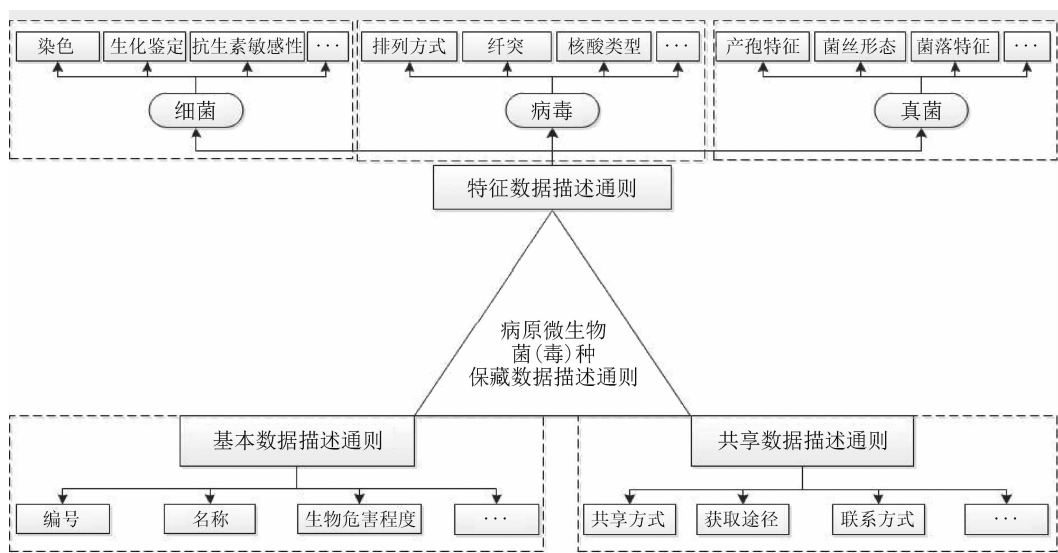 染色
生化鉴定
抗生素敏感性
···
排列方式
纤突
核酸类型
···
产孢特征
菌丝形态
菌落特征
···
细菌
病毒
真菌
特征数据描述通则
病原微生物
菌(毒)种
保藏数据描述通则
基本数据描述通则
共享数据描述通则
编号
名称
生物危害程度
···
共享方式
获取途径
联系方式
···